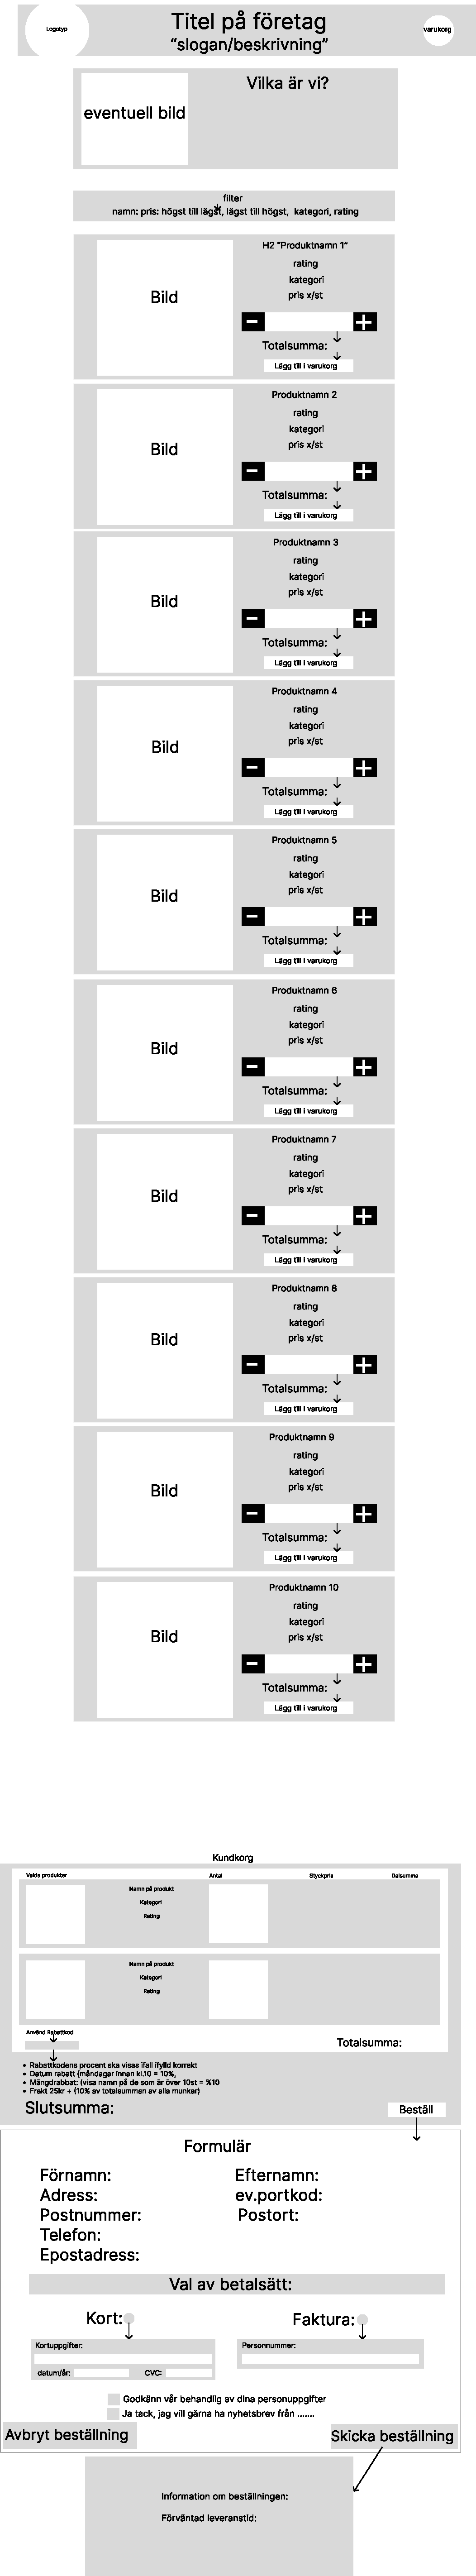 Logotyp
Titel på företag
"slogan/beskrivning"
varukorg
eventuell bild
Vilka är vi?
filter
namn: pris: högst till lägst, lägst till högst, kategori, rating
Bild
H2 "Produktnamn 1"
rating
kategori
pris x/st
Totalsumma:
Lägg till i varukorg
Bild
Produktnamn 2
rating
kategori
pris x/st
Totalsumma:
Lägg till i varukorg
Bild
Produktnamn 3
rating
kategori
pris x/st
Totalsumma:
Lägg till i varukorg
Bild
Produktnamn 4
rating
kategori
pris x/st
Totalsumma:
Lägg till i varukorg
Bild
Produktnamn 5
rating
kategori
pris x/st
Totalsumma:
Lägg till i varukorg
Bild
Produktnamn 6
rating
kategori
pris x/st
Totalsumma:
Lägg till i varukorg
Bild
Produktnamn 7
rating
kategori
pris x/st
Totalsumma:
Lägg till i varukorg
Bild
Produktnamn 8
rating
kategori
pris x/st
Totalsumma:
Lägg till i varukorg
Bild
Produktnamn 9
rating
kategori
pris x/st
Totalsumma:
Lägg till i varukorg
Bild
Produktnamn 10
rating
kategori
pris x/st
Totalsumma:
Lägg till i varukorg
Kundkorg
Valda produkter Antal Styckpris Delsumma
Namn på produkt
Kategori
Rating
Namn på produkt
Kategori
Rating
Använd Rabattkod
Totalsumma:
• Rabattkodens procent ska visas ifall ifylld korrekt
• Datum rabatt (måndagar innan kl.10 = 10%,
• Mängdrabbat: (visa namn på de som är över 10st = %10
• Frakt 25kr + (10% av totalsumman av alla munkar)
Slutsumma:
Beställ
Formulär
Förnamn: Efternamn:
Adress: ev.portkod:
Postnummer: Postort:
Telefon:
Epostadress:
Val av betalsätt:
Kort: Faktura:
Kortuppgifter: Personnummer:
datum/år: CVC:
Godkänn vår behandlig av dina personuppgifter
Ja tack, jag vill gärna ha nyhetsbrev från .......
Avbryt beställning Skicka beställning
Information om beställningen:
Förväntad leveranstid: